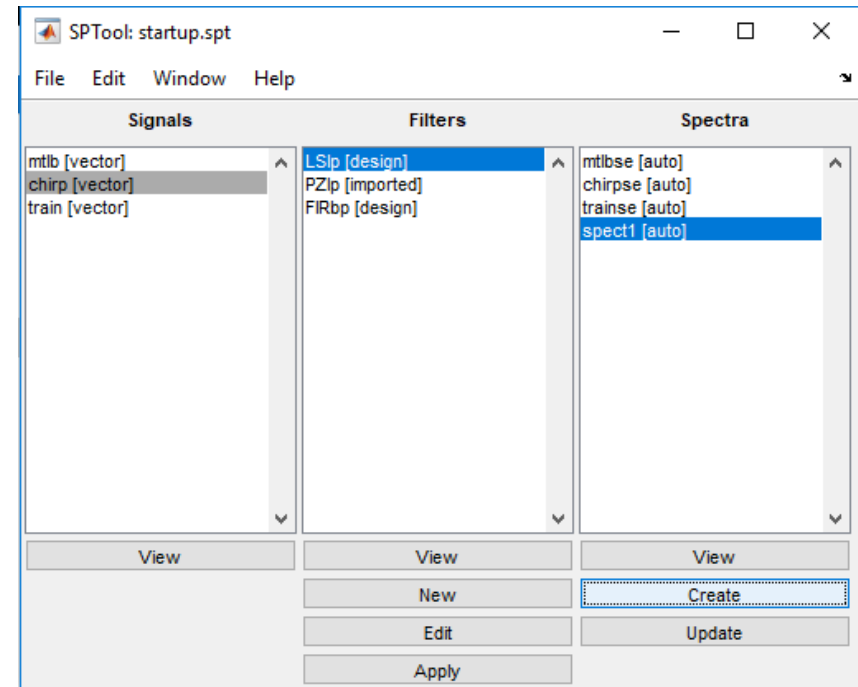 SPTool: startup.spt
File Edit Window Help
Signals Filters Spectra
mtlb [vector]
chirp [vector]
train [vector]
LSlp [design]
PZlp [imported]
FIRbp [design]
mtlbse [auto]
chirpse [auto]
trainse [auto]
spect1 [auto]
View View View
New Create
Edit Update
Apply